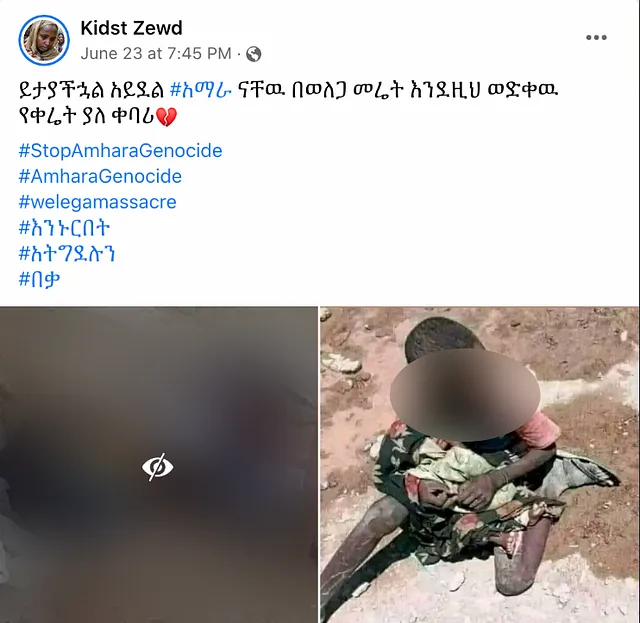 Kidst Zewd
June 23 at 7:45 PM ·
ይታያችኋል አይደል #አማራ ናቸዉ በወለጋ መሬት እንደዚህ ወድቀዉ
የቀሬት ያለ ቀባሪ💔
#StopAmharaGenocide
#AmharaGenocide
#welegamassacre
#እንኑርበት
#አትግደሉን
#በቃ